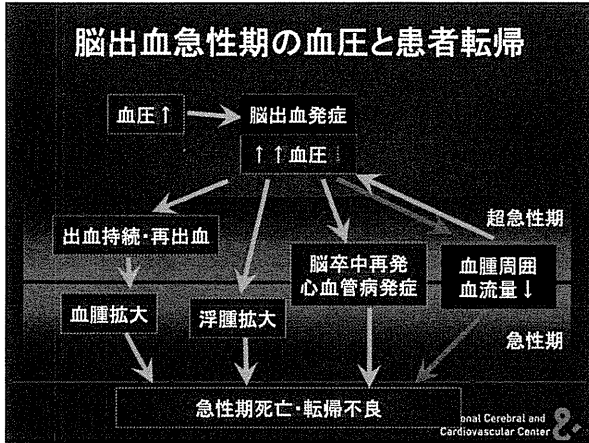 脳出血急性期の血圧と患者転帰
血圧↑
脳出血発症
↑↑血圧
超急性期
出血持続・再出血
脳卒中再発
心血管病発症
血腫周囲
血流量↓
血腫拡大
浮腫拡大
急性期
急性期死亡・転帰不良
onal Cerebral and
Cardiovascular Center